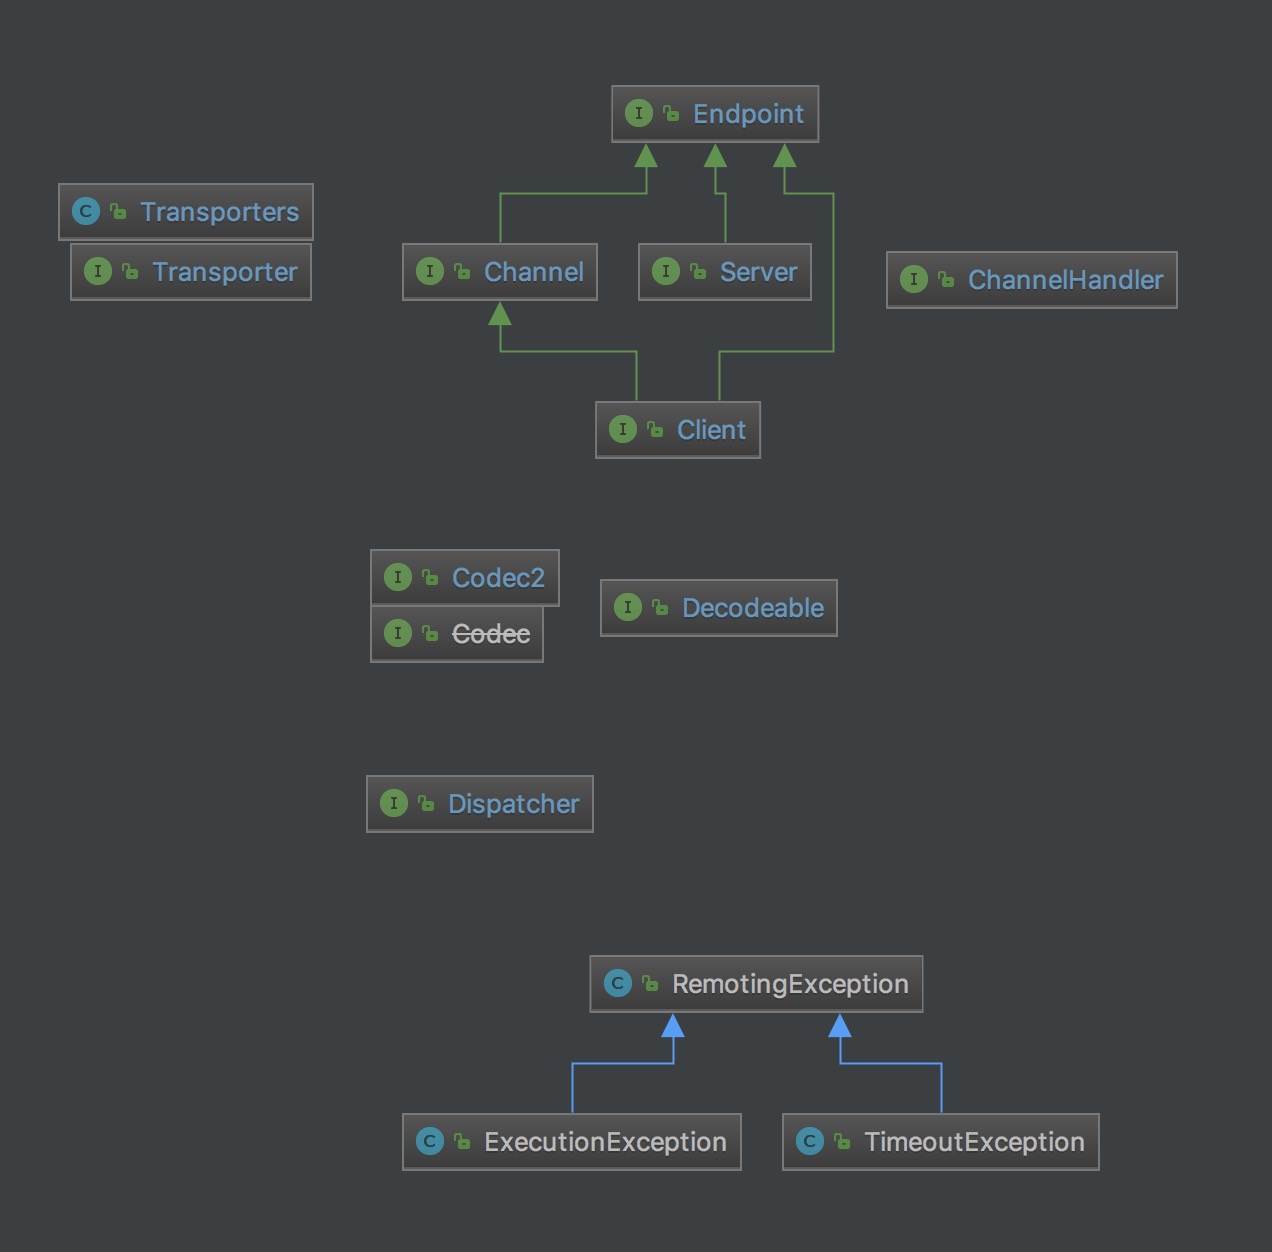 I Endpoint
C Transporters
I Transporter
I Channel
I Server
I ChannelHandler
I Client
I Codec2
I Codec
I Decodeable
I Dispatcher
C RemotingException
C ExecutionException
C TimeoutException